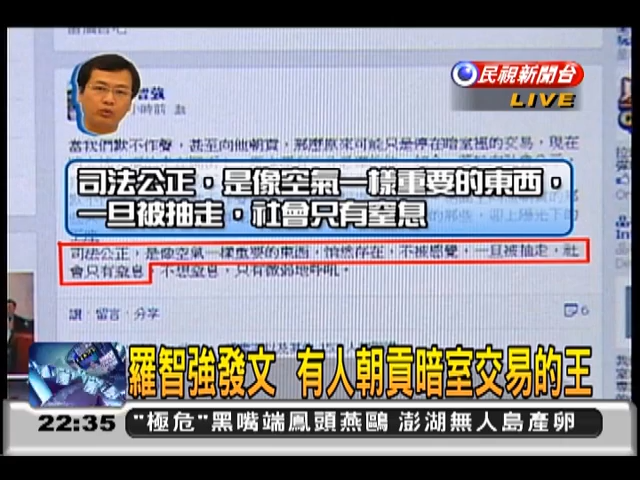 智強
小時前
民視新聞台
LIVE
當我們默不作聲，甚至向他朝貢，那麼原來可能只是停在暗室裡的交易，現在
司法公正，是像空氣一樣重要的東西，
一旦被抽走，社會只有窒息
司法公正，是像空氣一樣重要的東西，悄然存在，不被感覺，一旦被抽走，社
會只有窒息。不想窒息，只有微弱地呼吼。
讚．留言．分享
6
羅智強發文 有人朝貢暗室交易的王
22:35
"極危"黑嘴端鳳頭燕鷗 澎湖無人島產卵